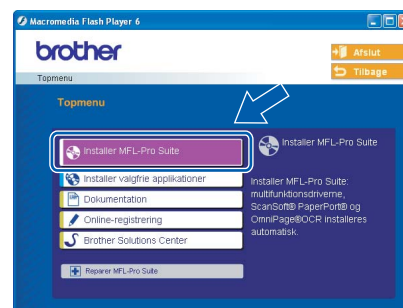 Macromedia Flash Player 6
brother
Afslut
Tilbage
Topmenu
Topmenu
Installer MFL-Pro Suite
Installer valgfrie applikationer
Dokumentation
Online-registrering
Brother Solutions Center
Reparer MFL-Pro Suite
Installer MFL-Pro Suite
Installer MFL-Pro Suite:
multifunktionsdriverne,
ScanSoft® PaperPort® og
OmniPage®OCR installeres
automatisk.